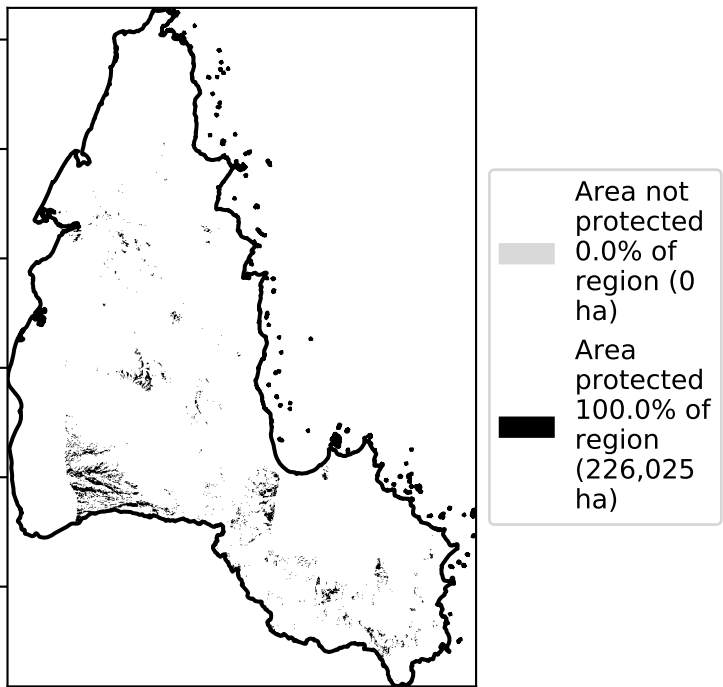 Area not
protected
0.0% of
region (0
ha)
Area
protected
100.0% of
region
(226,025
ha)